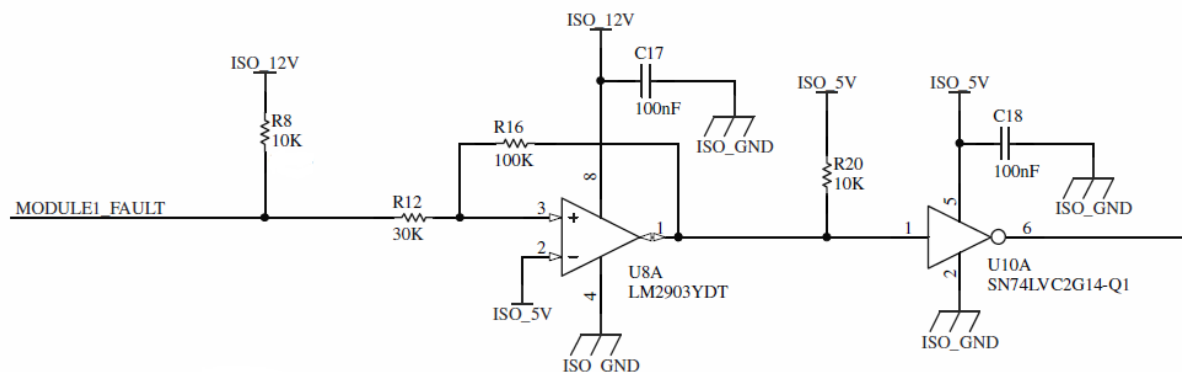 ISO_12V
C17
100nF
ISO_GND
ISO_12V
R8
10K
R16
100K
8
MODULE1_FAULT
R12
30K
3
+
2
-
1
4
ISO_5V
U8A
LM2903YDT
ISO_GND
ISO_5V
R20
10K
ISO_5V
C18
100nF
ISO_GND
5
1
6
2
U10A
SN74LVC2G14-Q1
ISO_GND